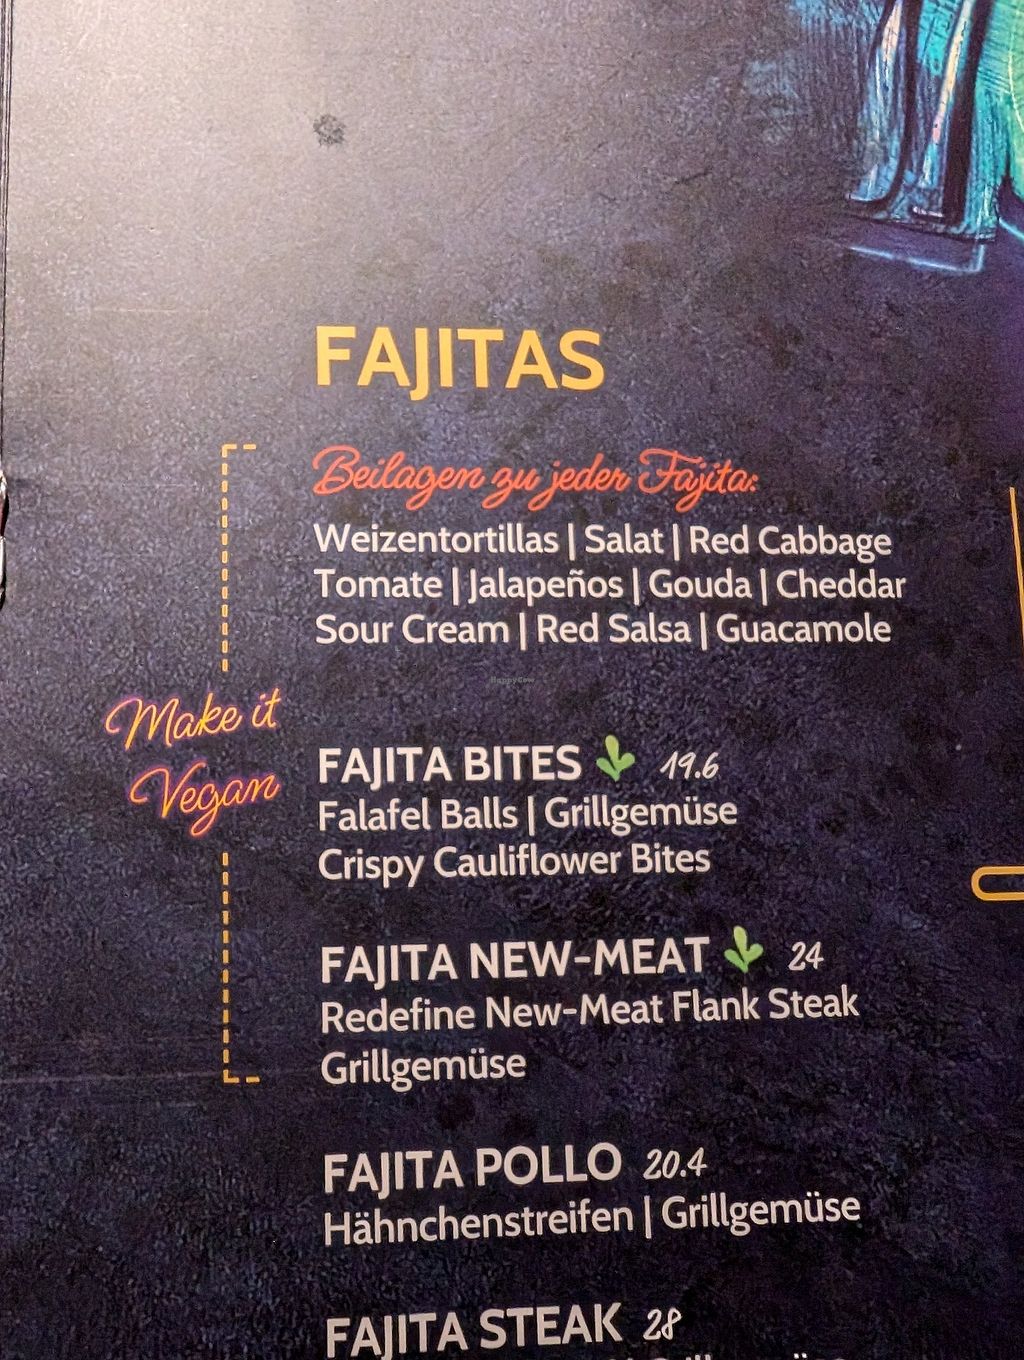 FAJITAS
Beilagen zu jeder Fajita:
Weizentortillas | Salat | Red Cabbage
Tomate | Jalapeños | Gouda | Cheddar
Sour Cream | Red Salsa | Guacamole
HappyCow
Make it
Vegan
FAJITA BITES 19.6
Falafel Balls | Grillgemüse
Crispy Cauliflower Bites
FAJITA NEW-MEAT 24
Redefine New-Meat Flank Steak
Grillgemüse
FAJITA POLLO 20.4
Hähnchenstreifen | Grillgemüse
FAJITA STEAK 28